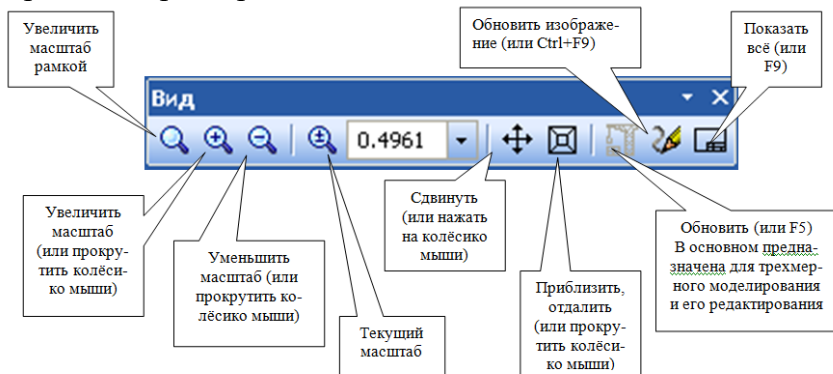 Увеличить
масштаб
рамкой
Обновить изображе-
ние (или Ctrl+F9)
Показать
всё (или
F9)
Вид
0.4961
Увеличить
масштаб
(или прокру-
тить колёси-
ко мыши)
Уменьшить
масштаб (или
прокрутить ко-
лёсико мыши)
Текущий
масштаб
Сдвинуть
(или нажать
на колёсико
мыши)
Приблизить,
отдалить
(или прокру-
тить колёси-
ко мыши)
Обновить (или F5)
В основном предна-
значена для трехмер-
ного моделирования
и его редактирования